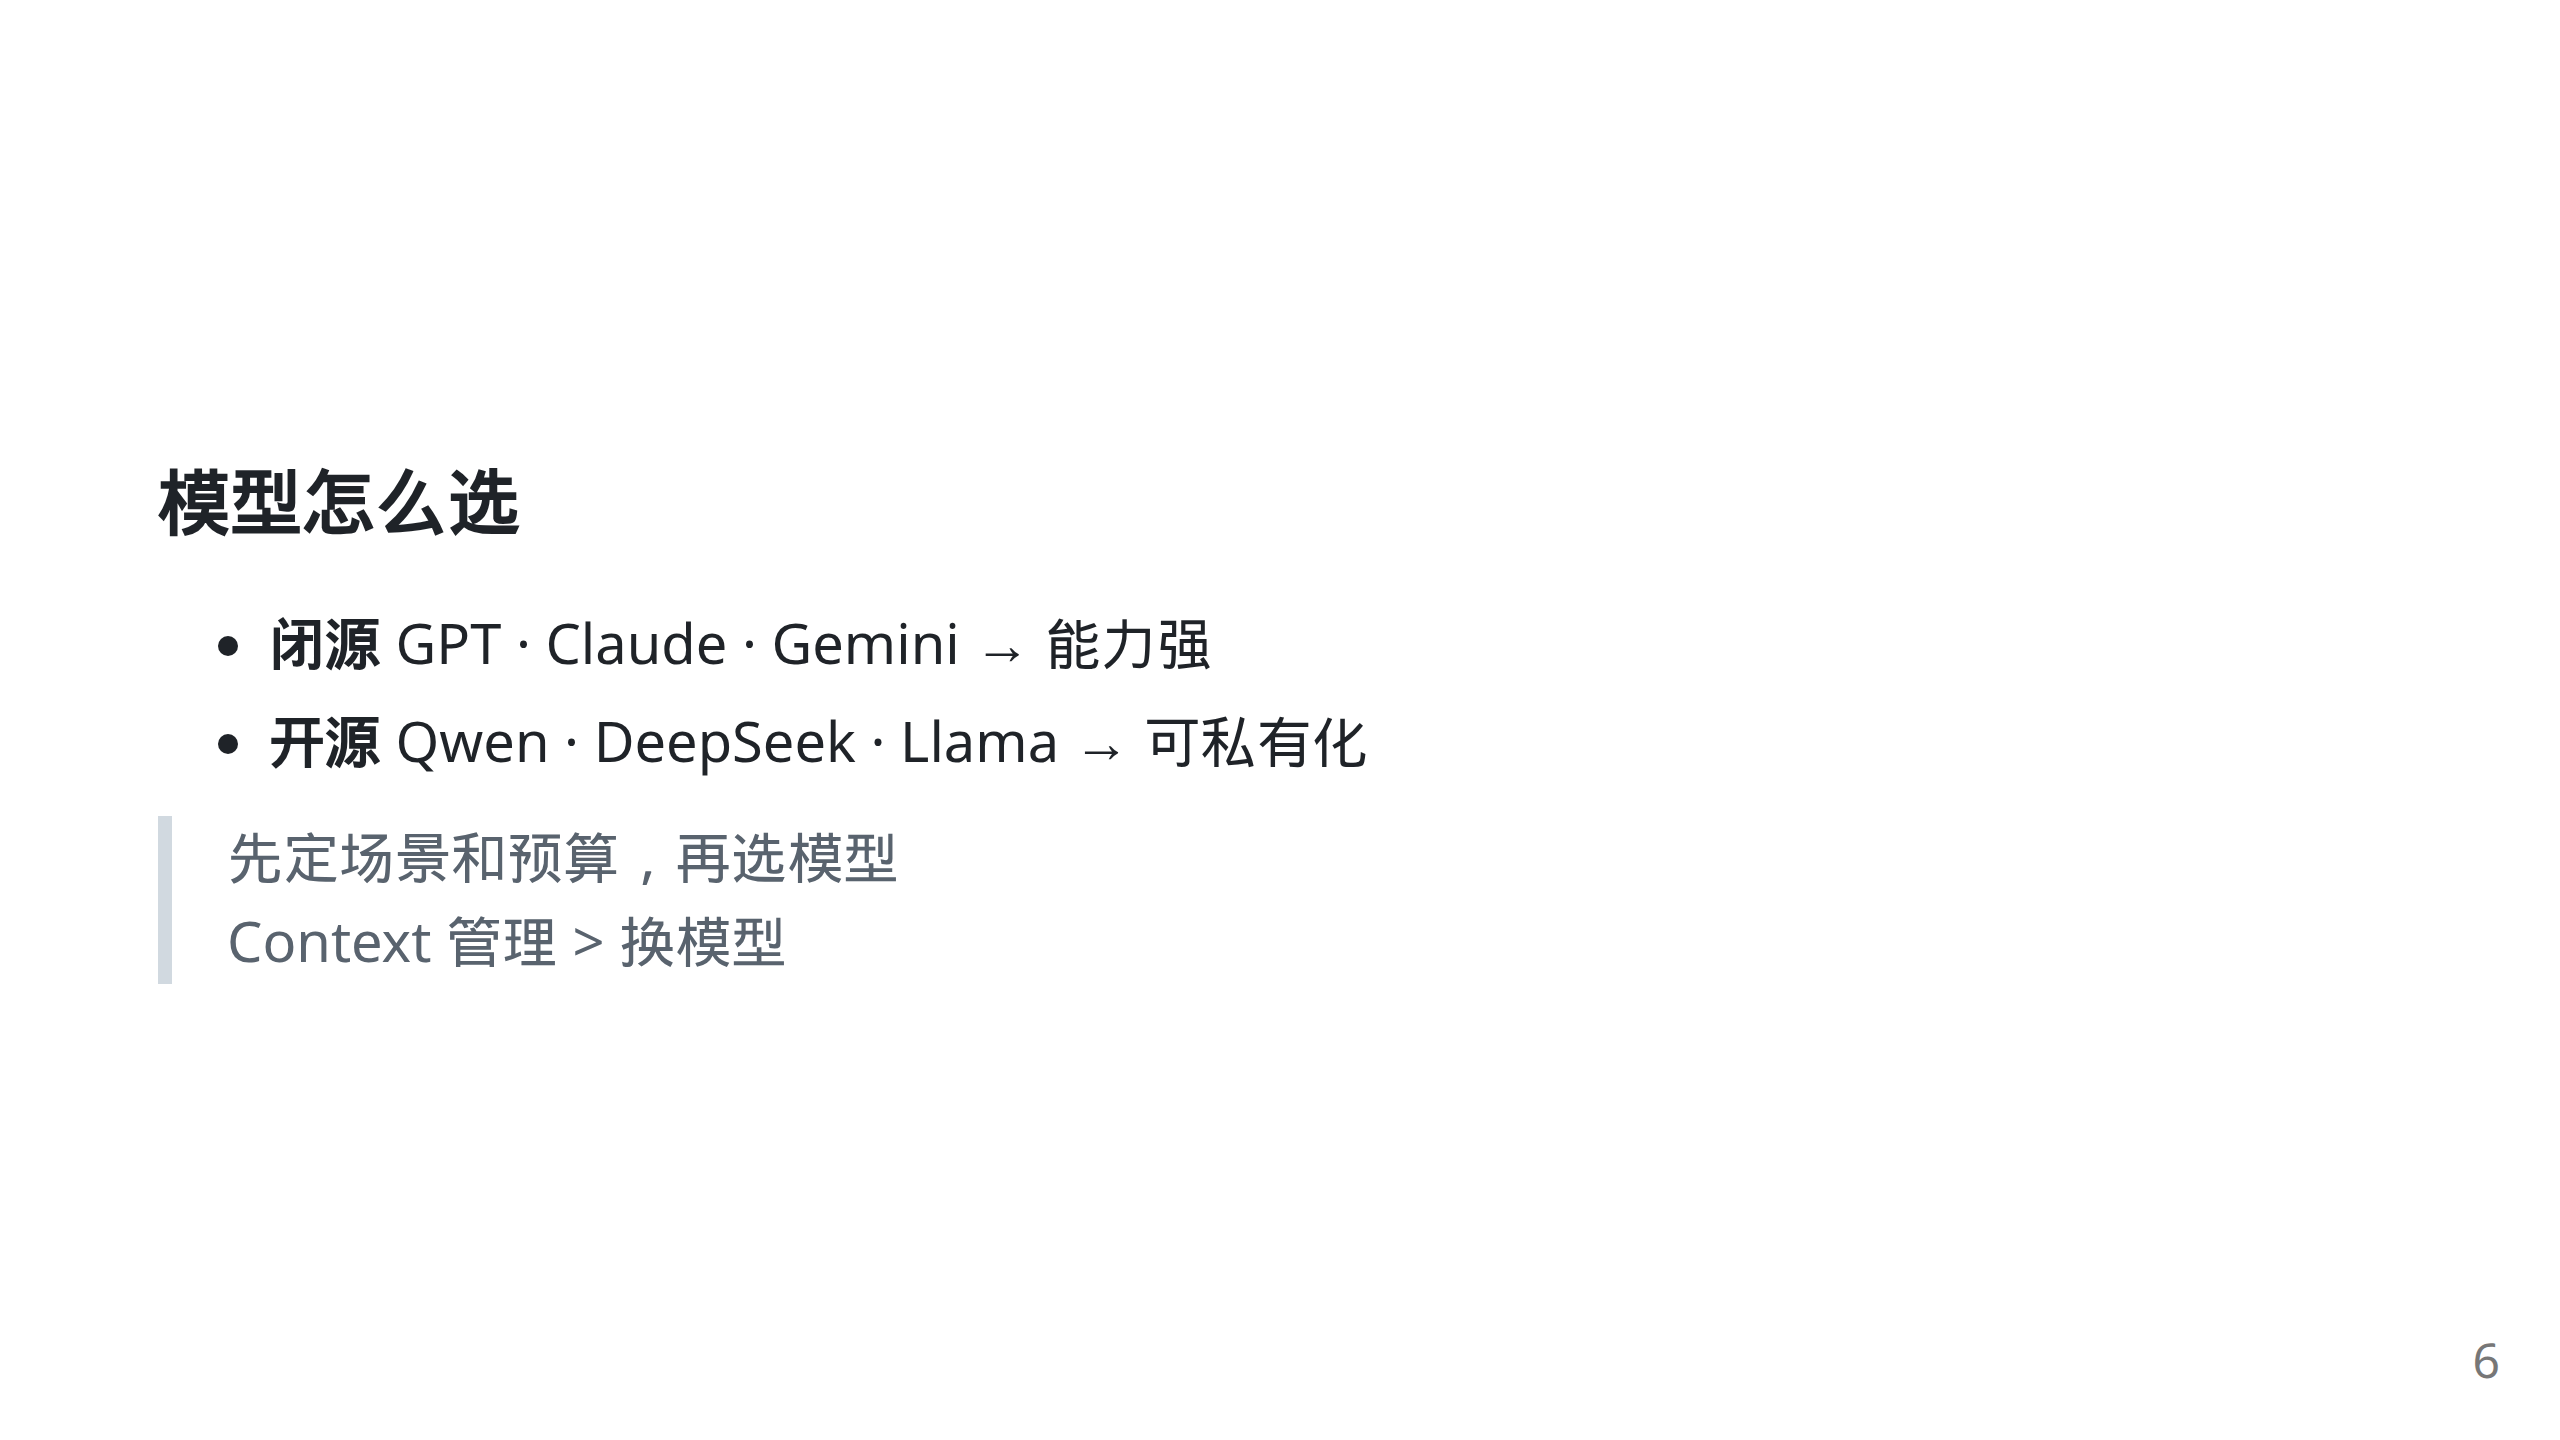 模型怎么选
• 闭源 GPT · Claude · Gemini → 能力强
• 开源 Qwen · DeepSeek · Llama → 可私有化
先定场景和预算，再选模型
Context 管理 > 换模型
6